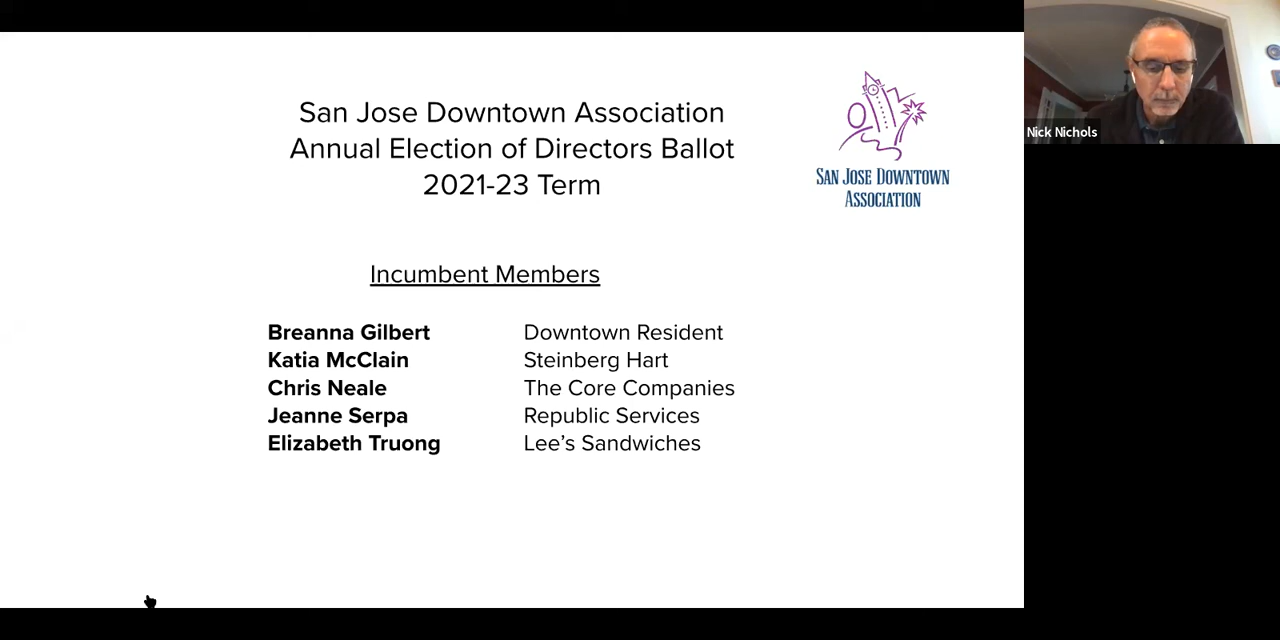 San Jose Downtown Association
Annual Election of Directors Ballot
2021-23 Term
SAN JOSE DOWNTOWN
ASSOCIATION
Nick Nichols
Incumbent Members
Breanna Gilbert Downtown Resident
Katia McClain Steinberg Hart
Chris Neale The Core Companies
Jeanne Serpa Republic Services
Elizabeth Truong Lee’s Sandwiches